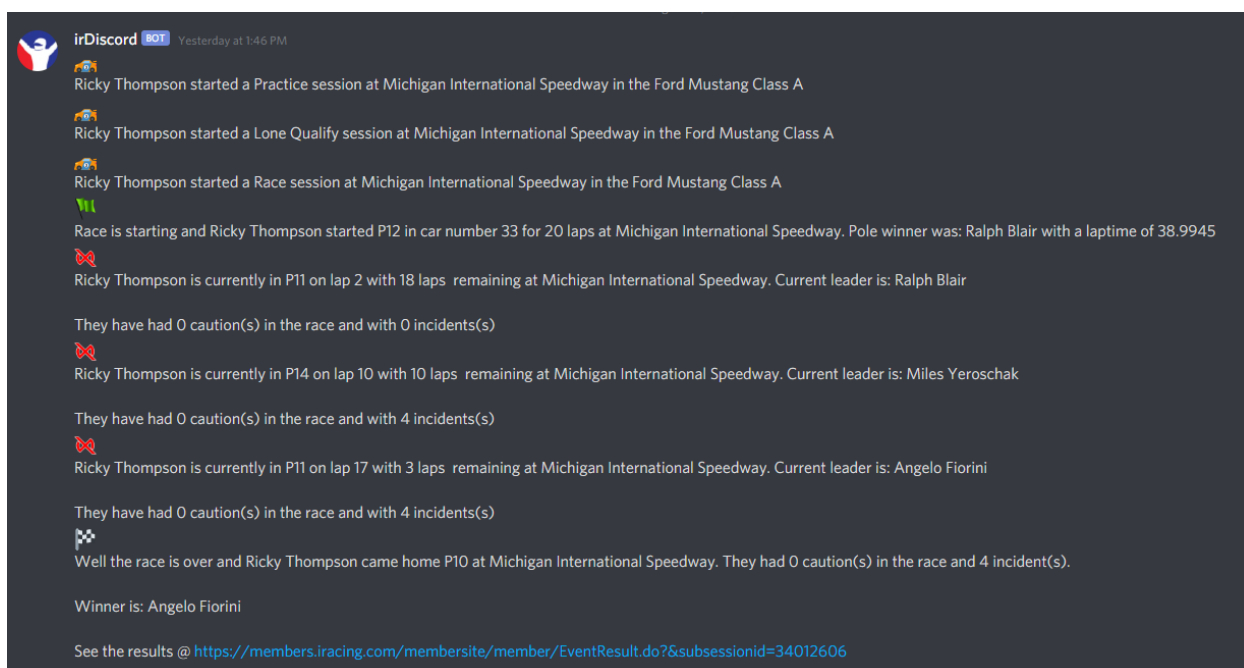 irDiscord BOT Yesterday at 1:46 PM
Ricky Thompson started a Practice session at Michigan International Speedway in the Ford Mustang Class A
Ricky Thompson started a Lone Qualify session at Michigan International Speedway in the Ford Mustang Class A
Ricky Thompson started a Race session at Michigan International Speedway in the Ford Mustang Class A
Race is starting and Ricky Thompson started P12 in car number 33 for 20 laps at Michigan International Speedway. Pole winner was: Ralph Blair with a laptime of 38.9945
Ricky Thompson is currently in P11 on lap 2 with 18 laps  remaining at Michigan International Speedway. Current leader is: Ralph Blair
They have had 0 caution(s) in the race and with 0 incidents(s)
Ricky Thompson is currently in P14 on lap 10 with 10 laps  remaining at Michigan International Speedway. Current leader is: Miles Yeroschak
They have had 0 caution(s) in the race and with 4 incidents(s)
Ricky Thompson is currently in P11 on lap 17 with 3 laps  remaining at Michigan International Speedway. Current leader is: Angelo Fiorini
They have had 0 caution(s) in the race and with 4 incidents(s)
Well the race is over and Ricky Thompson came home P10 at Michigan International Speedway. They had 0 caution(s) in the race and 4 incident(s).
Winner is: Angelo Fiorini
See the results @ https://members.iracing.com/membersite/member/EventResult.do?&subsessionid=34012606